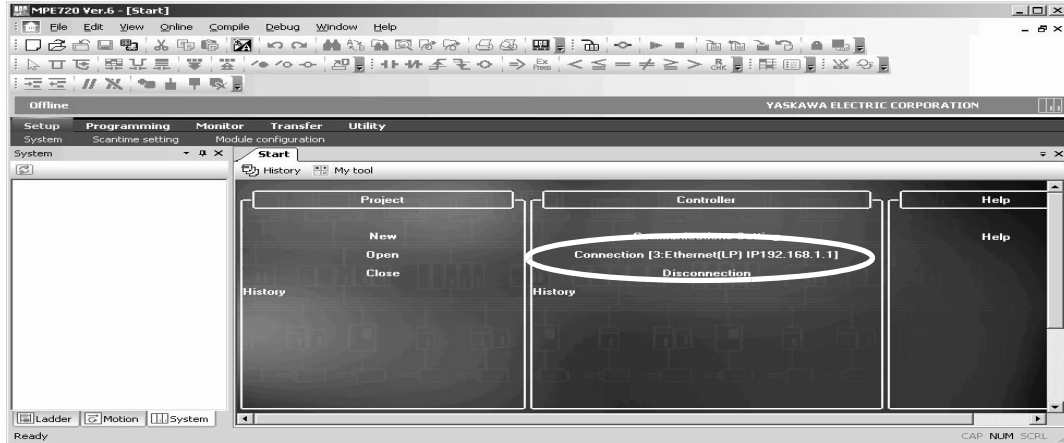 MPE720 Ver.6 - [Start]
File Edit View Online Compile Debug Window Help
Offline YASKAWA ELECTRIC CORPORATION
Setup Programming Monitor Transfer Utility
System Scantime setting Module configuration
System
Start
History My tool
Project
New
Open
Close
History
Controller
Connection [3:Ethernet(LP) IP192.168.1.1]
Disconnection
History
Help
Help
Ladder Motion System
Ready CAP NUM SCRL